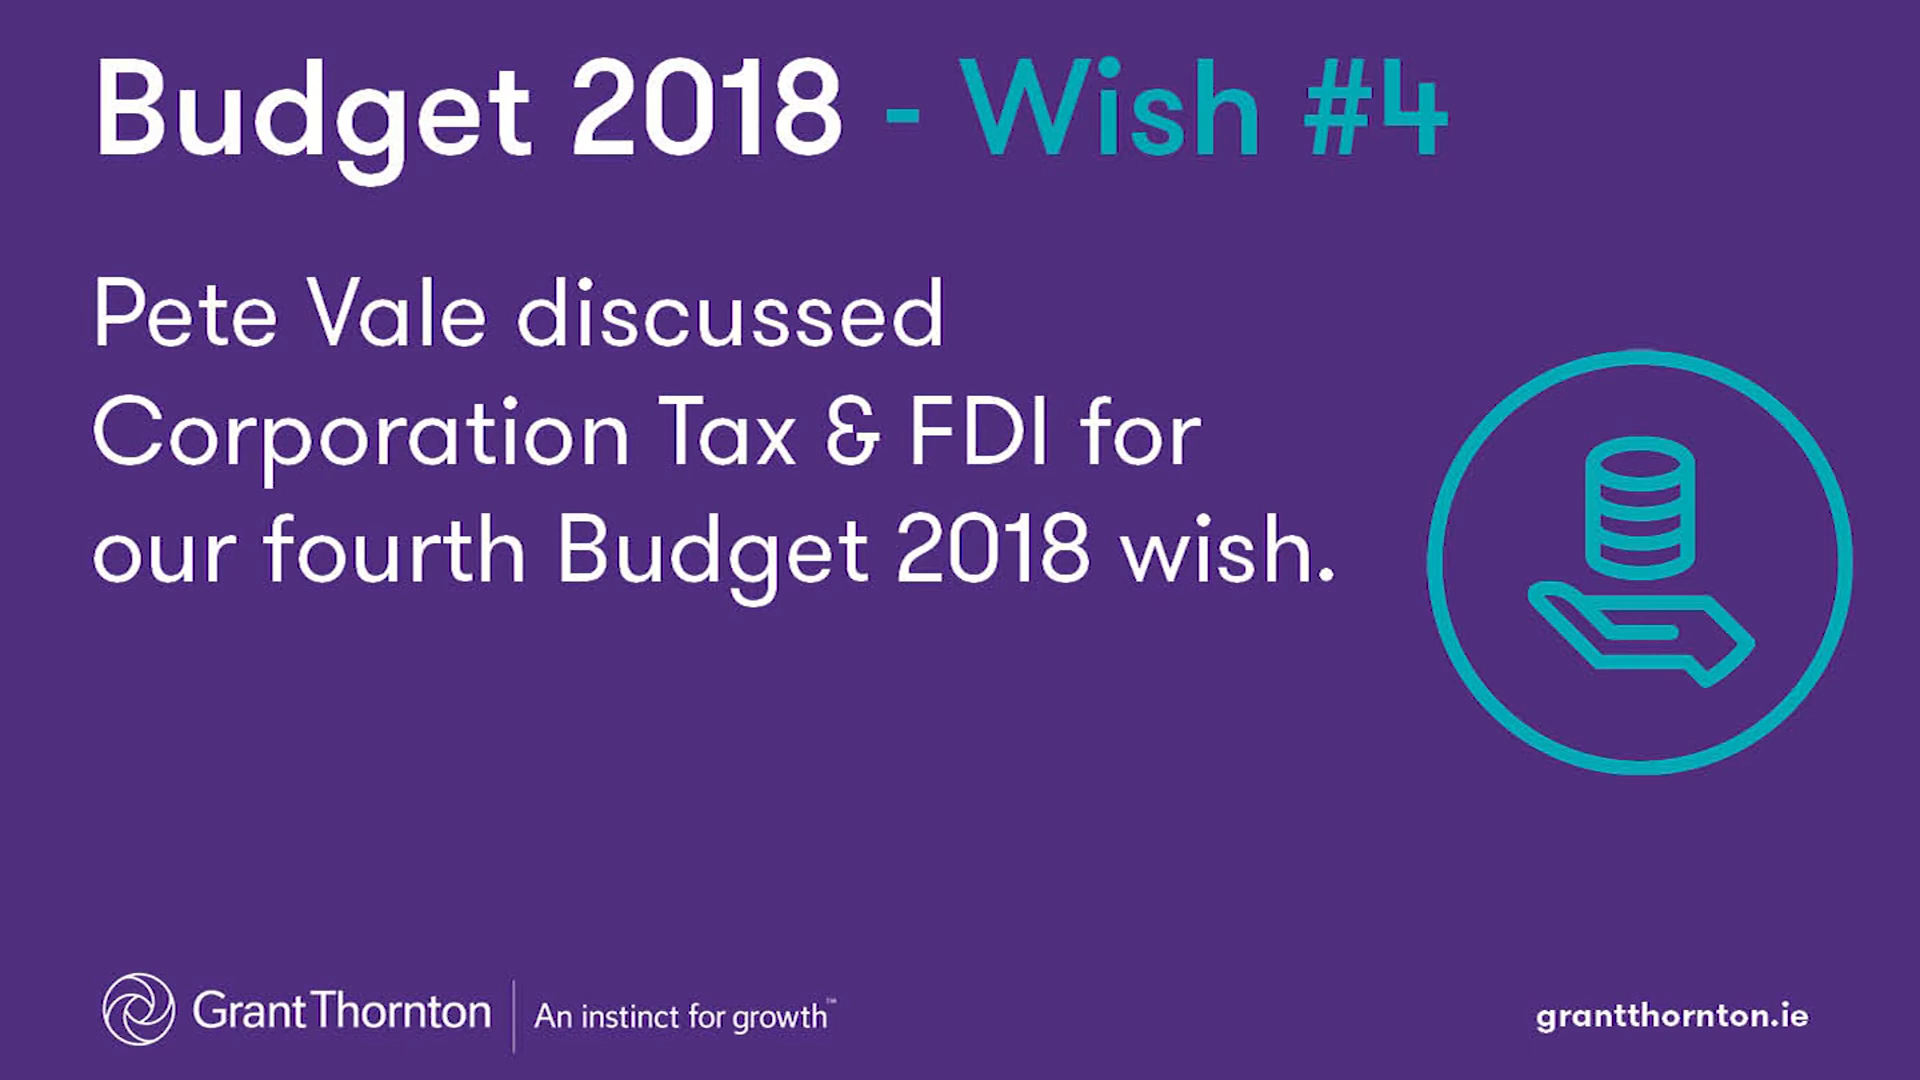 Budget 2018 - Wish #4
Pete Vale discussed
Corporation Tax & FDI for
our fourth Budget 2018 wish.
Grant Thornton | An instinct for growth™
grantthornton.ie